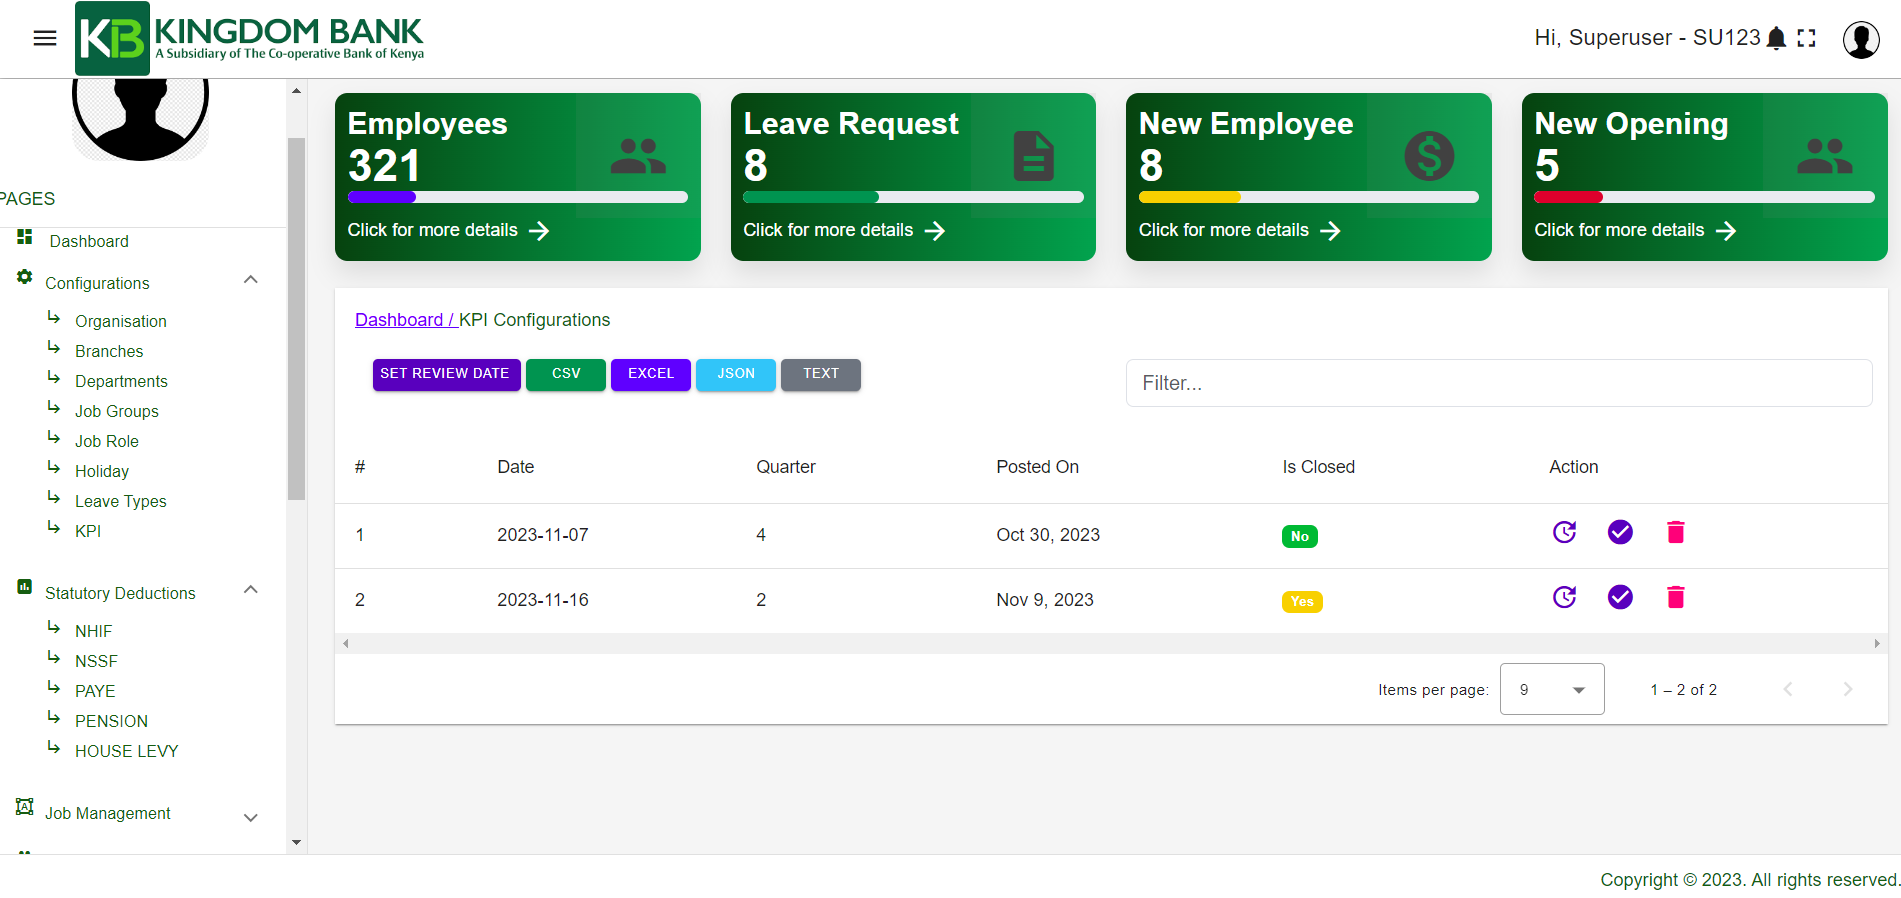 KB KINGDOM BANK
A Subsidiary of The Co-operative Bank of Kenya
Hi, Superuser - SU123
PAGES
Dashboard
Configurations
Organisation
Branches
Departments
Job Groups
Job Role
Holiday
Leave Types
KPI
Statutory Deductions
NHIF
NSSF
PAYE
PENSION
HOUSE LEVY
Job Management
Employees
321
Click for more details
Leave Request
8
Click for more details
New Employee
8
Click for more details
New Opening
5
Click for more details
Dashboard / KPI Configurations
SET REVIEW DATE CSV EXCEL JSON TEXT
Filter...
# Date Quarter Posted On Is Closed Action
1 2023-11-07 4 Oct 30, 2023 No
2 2023-11-16 2 Nov 9, 2023 Yes
Items per page: 9 1 – 2 of 2
Copyright © 2023. All rights reserved.